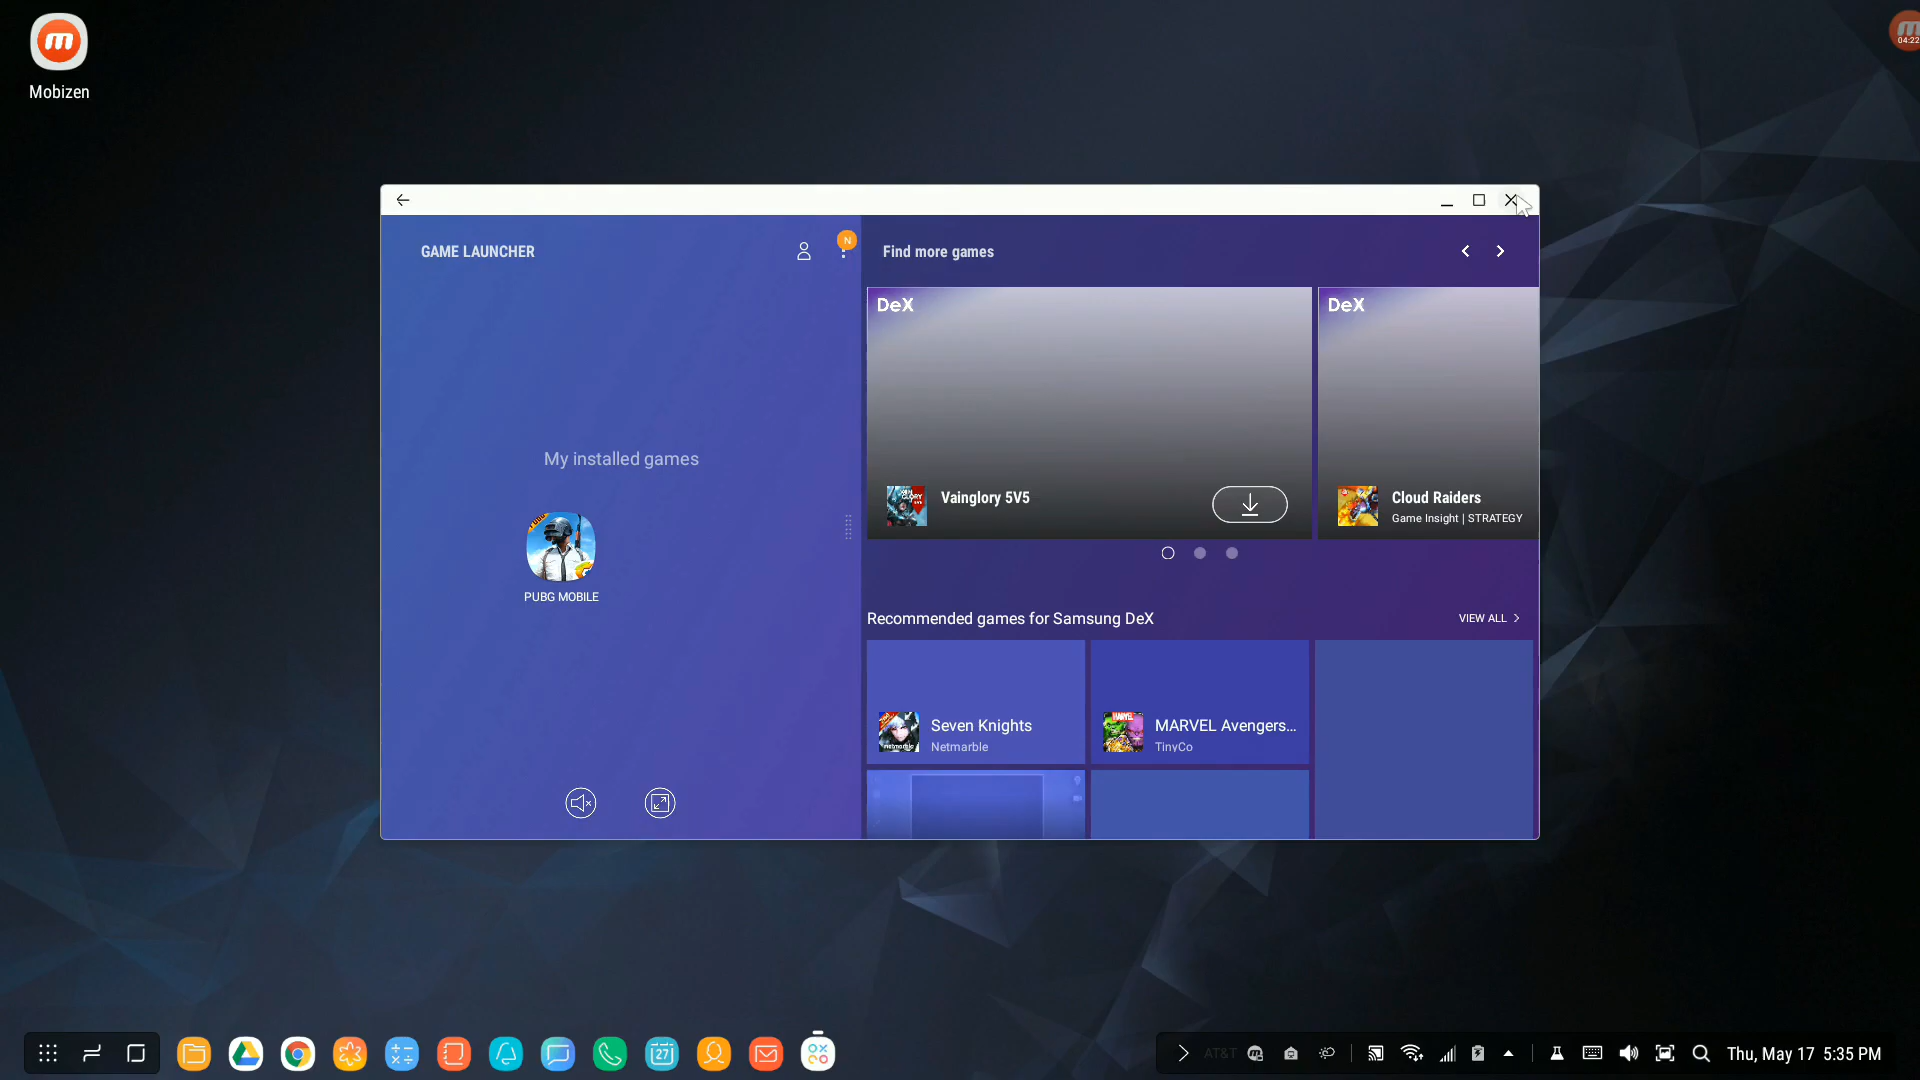 Mobizen
04:22
GAME LAUNCHER
N
Find more games
DeX
DeX
My installed games
Vainglory 5V5
Cloud Raiders
Game Insight | STRATEGY
PUBG MOBILE
Recommended games for Samsung DeX
VIEW ALL
Seven Knights
Netmarble
MARVEL Avengers...
TinyCo
27
AT&T
Thu, May 17 5:35 PM